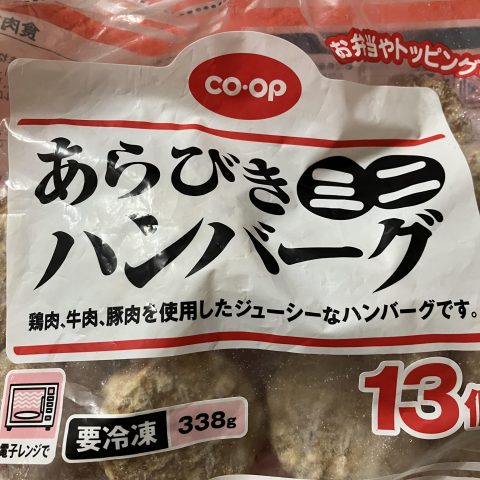 食肉
お弁当やトッピング
CO·OP
あらびきミニ
ハンバーグ
鶏肉、牛肉、豚肉を使用したジューシーなハンバーグです。
13個
電子レンジで
要冷凍 338g